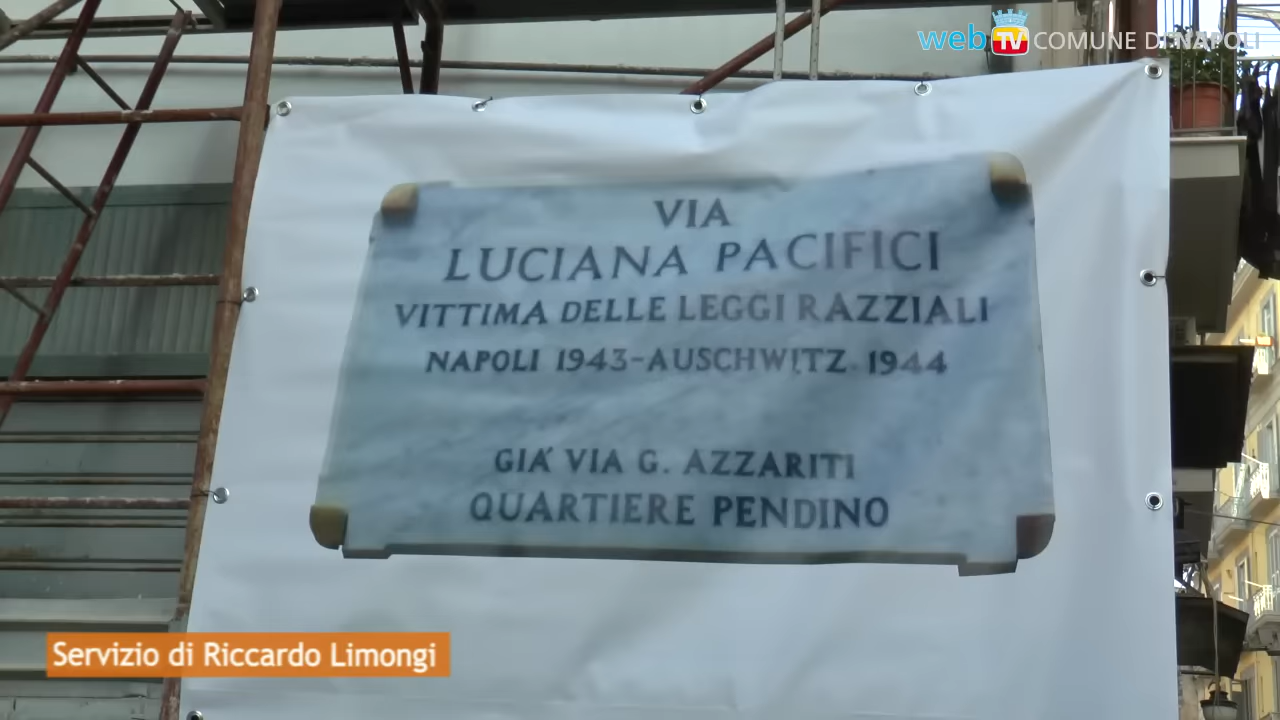 web TV COMUNE DI NAPOLI
VIA
LUCIANA PACIFICI
VITTIMA DELLE LEGGI RAZZIALI
NAPOLI 1943-AUSCHWITZ 1944
GIA' VIA G. AZZARITI
QUARTIERE PENDINO
Servizio di Riccardo Limongi